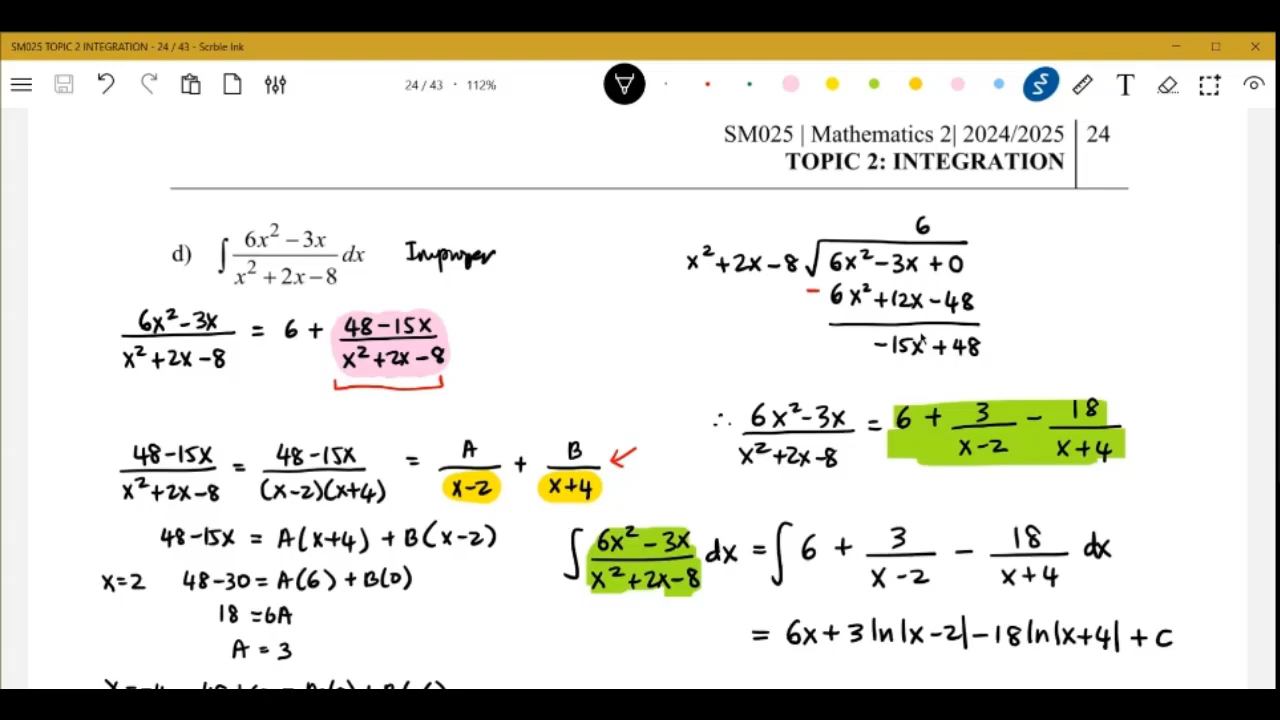 SM025 TOPIC 2 INTEGRATION - 24 / 43 - Scrble Ink
24 / 43 · 112%
SM025 | Mathematics 2| 2024/2025 | 24
TOPIC 2: INTEGRATION
d) ∫ (6x² − 3x)/(x² + 2x − 8) dx Improper
(6x² − 3x)/(x² + 2x − 8) = 6 + (48 − 15x)/(x² + 2x − 8)
(48 − 15x)/(x² + 2x − 8) = (48 − 15x)/((x − 2)(x + 4)) = A/(x − 2) + B/(x + 4)
48 − 15x = A(x + 4) + B(x − 2)
x = 2 48 − 30 = A(6) + B(0)
18 = 6A
A = 3
6
x² + 2x − 8 √ 6x² − 3x + 0
− 6x² + 12x − 48
−15x + 48
∴ (6x² − 3x)/(x² + 2x − 8) = 6 + 3/(x − 2) − 18/(x + 4)
∫ (6x² − 3x)/(x² + 2x − 8) dx = ∫ 6 + 3/(x − 2) − 18/(x + 4) dx
= 6x + 3 ln|x − 2| − 18 ln|x + 4| + c